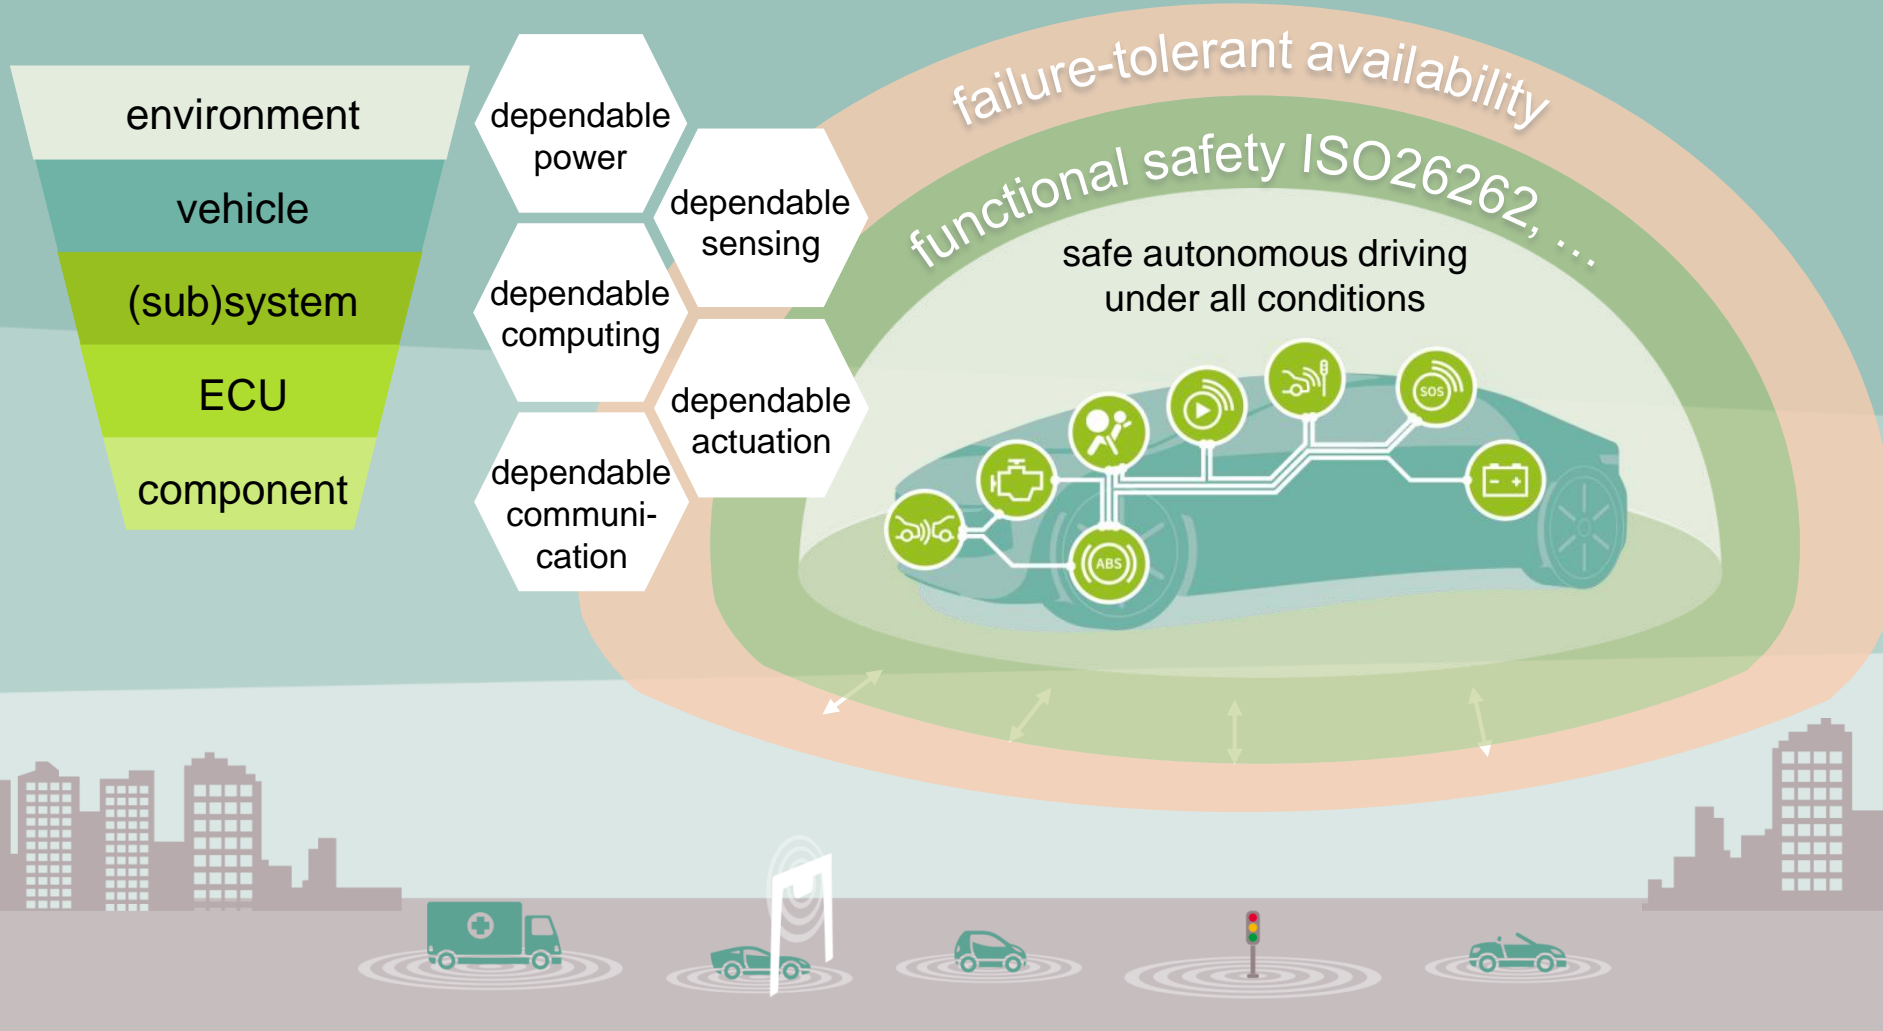 environment
vehicle
(sub)system
ECU
component
dependable
power
dependable
sensing
dependable
computing
dependable
actuation
dependable
communi-
cation
failure-tolerant availability
functional safety ISO26262, ...
safe autonomous driving
under all conditions
SOS
ABS